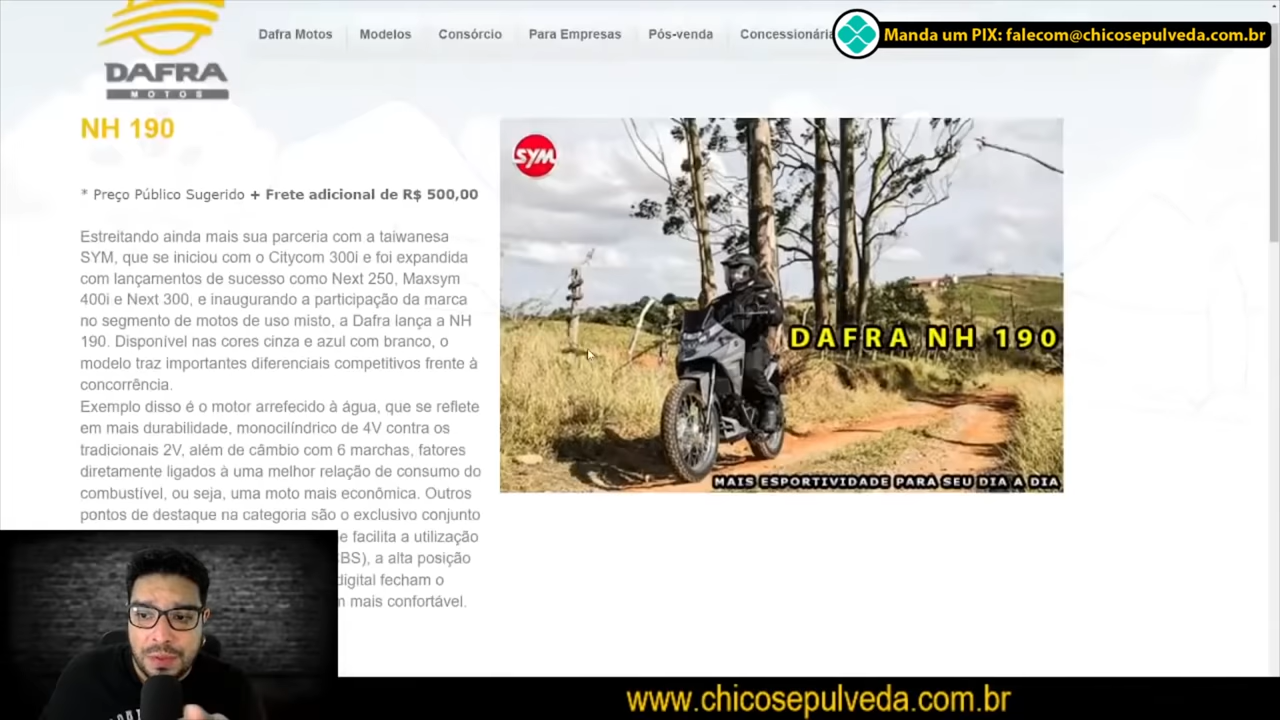 DAFRA
MOTOS
Dafra Motos
Modelos
Consórcio
Para Empresas
Pós-venda
Concessionária
Manda um PIX: falecom@chicosepulveda.com.br
NH 190
* Preço Público Sugerido + Frete adicional de R$ 500,00
Estreitando ainda mais sua parceria com a taiwanesa
SYM, que se iniciou com o Citycom 300i e foi expandida
com lançamentos de sucesso como Next 250, Maxsym
400i e Next 300, e inaugurando a participação da marca
no segmento de motos de uso misto, a Dafra lança a NH
190. Disponível nas cores cinza e azul com branco, o
modelo traz importantes diferenciais competitivos frente à
concorrência.
Exemplo disso é o motor arrefecido à água, que se reflete
em mais durabilidade, monocilíndrico de 4V contra os
tradicionais 2V, além de câmbio com 6 marchas, fatores
diretamente ligados à uma melhor relação de consumo do
combustível, ou seja, uma moto mais econômica. Outros
pontos de destaque na categoria são o exclusivo conjunto
e facilita a utilização
BS), a alta posição
digital fecham o
mais confortável.
SYM
DAFRA NH 190
MAIS ESPORTIVIDADE PARA SEU DIA A DIA
www.chicosepulveda.com.br